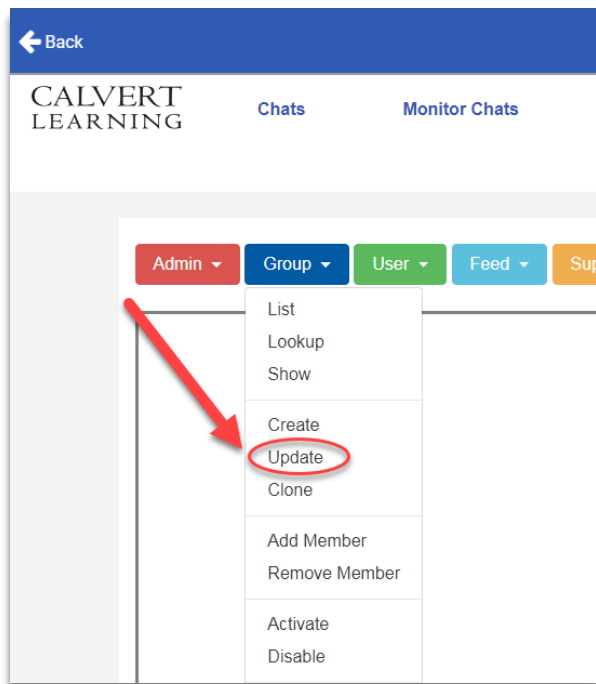 Back
CALVERT
LEARNING
Chats Monitor Chats
Admin Group User Feed
List
Lookup
Show
Create
Update
Clone
Add Member
Remove Member
Activate
Disable